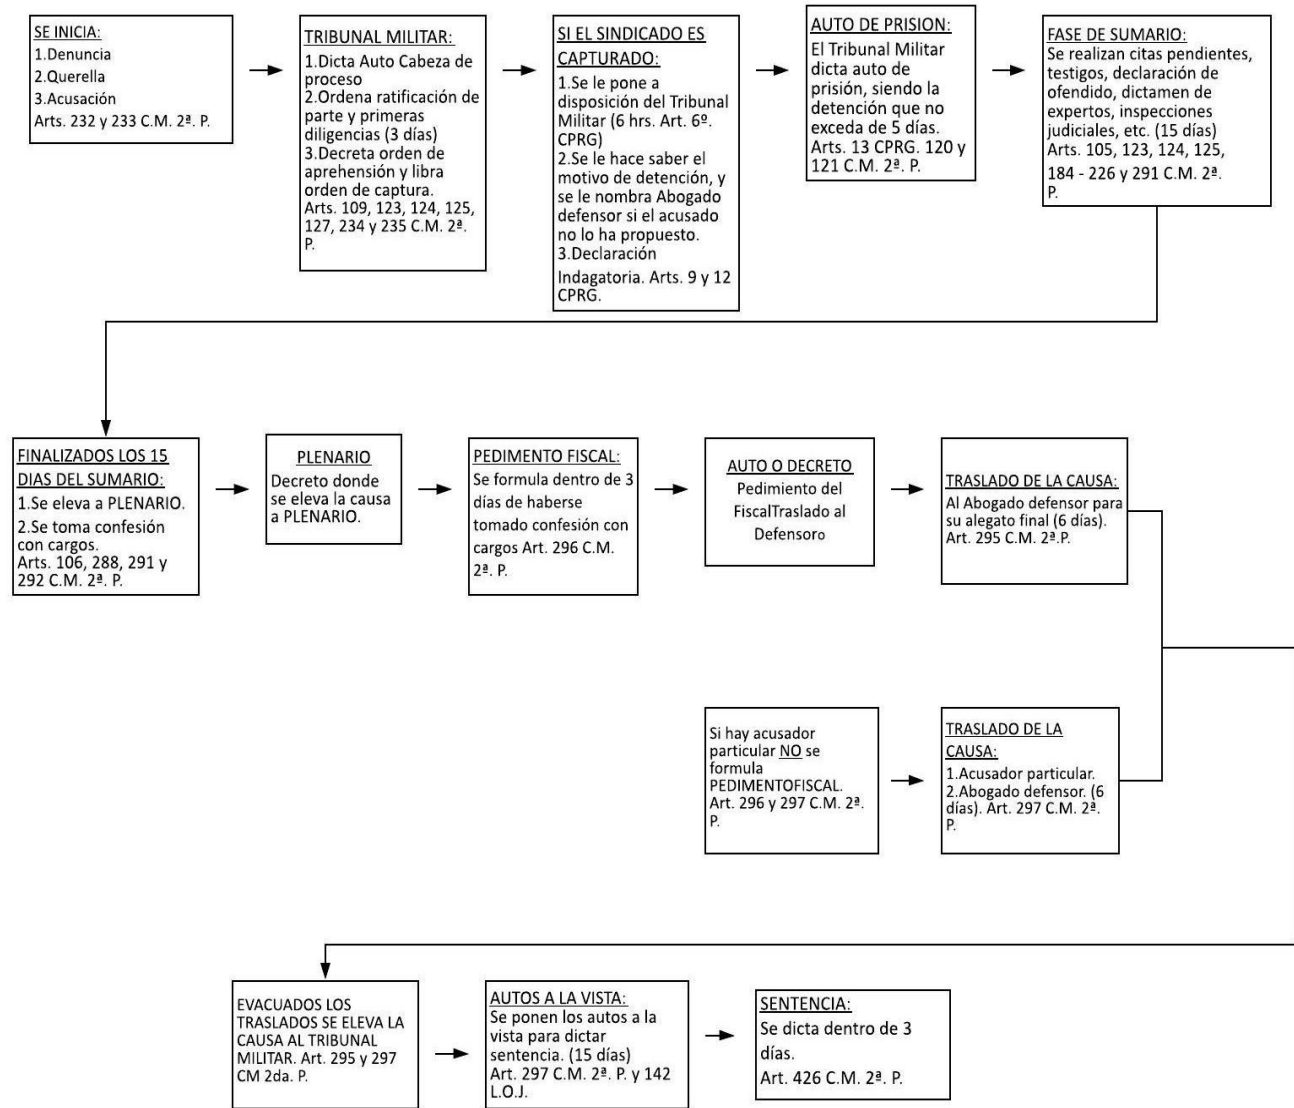 SE INICIA:
1.Denuncia
2.Querella
3.Acusación
Arts. 232 y 233 C.M. 2ª. P.
TRIBUNAL MILITAR:
1.Dicta Auto Cabeza de
proceso
2.Ordena ratificación de
parte y primeras
diligencias (3 días)
3.Decreta orden de
aprehensión y libra
orden de captura.
Arts. 109, 123, 124, 125,
127, 234 y 235 C.M. 2ª.
P.
SI EL SINDICADO ES
CAPTURADO:
1.Se le pone a
disposición del Tribunal
Militar (6 hrs. Art. 6º.
CPRG)
2.Se le hace saber el
motivo de detención, y
se le nombra Abogado
defensor si el acusado
no lo ha propuesto.
3.Declaración
Indagatoria. Arts. 9 y 12
CPRG.
AUTO DE PRISION:
El Tribunal Militar
dicta auto de
prisión, siendo la
detención que no
exceda de 5 días.
Arts. 13 CPRG. 120 y
121 C.M. 2ª. P.
FASE DE SUMARIO:
Se realizan citas pendientes,
testigos, declaración de
ofendido, dictamen de
expertos, inspecciones
judiciales, etc. (15 días)
Arts. 105, 123, 124, 125,
184 - 226 y 291 C.M. 2ª.
P.
FINALIZADOS LOS 15
DIAS DEL SUMARIO:
1.Se eleva a PLENARIO.
2.Se toma confesión
con cargos.
Arts. 106, 288, 291 y
292 C.M. 2ª. P.
PLENARIO
Decreto donde
se eleva la causa
a PLENARIO.
PEDIMENTO FISCAL:
Se formula dentro de 3
días de haberse
tomado confesión con
cargos Art. 296 C.M.
2ª. P.
AUTO O DECRETO
Pedimiento del
FiscalTraslado al
Defensoro
TRASLADO DE LA CAUSA:
Al Abogado defensor para
su alegato final (6 días).
Art. 295 C.M. 2ª.P.
Si hay acusador
particular NO se
formula
PEDIMENTOFISCAL.
Art. 296 y 297 C.M. 2ª.
P.
TRASLADO DE LA
CAUSA:
1.Acusador particular.
2.Abogado defensor. (6
días). Art. 297 C.M. 2ª.
P.
EVACUADOS LOS
TRASLADOS SE ELEVA LA
CAUSA AL TRIBUNAL
MILITAR. Art. 295 y 297
CM 2da. P.
AUTOS A LA VISTA:
Se ponen los autos a la
vista para dictar
sentencia. (15 días)
Art. 297 C.M. 2ª. P. y 142
L.O.J.
SENTENCIA:
Se dicta dentro de 3
días.
Art. 426 C.M. 2ª. P.